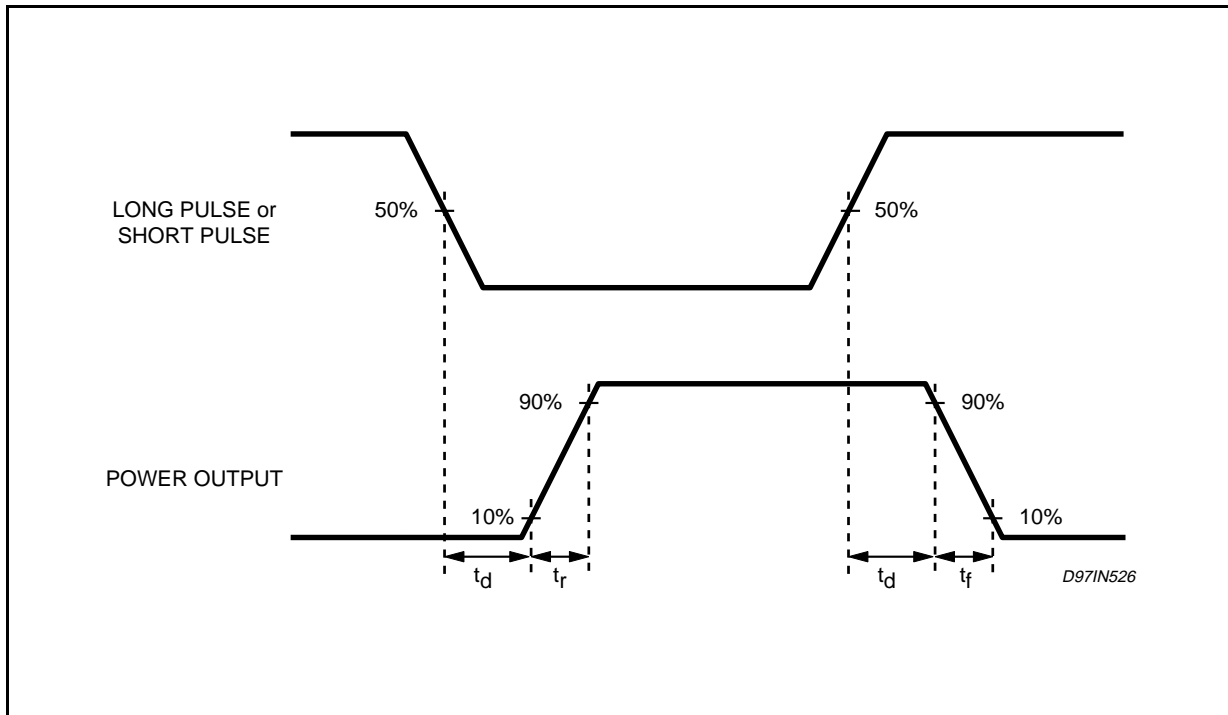 LONG PULSE or
SHORT PULSE
50%
50%
90%
90%
POWER OUTPUT
10%
10%
td
tr
td
tf
D97IN526